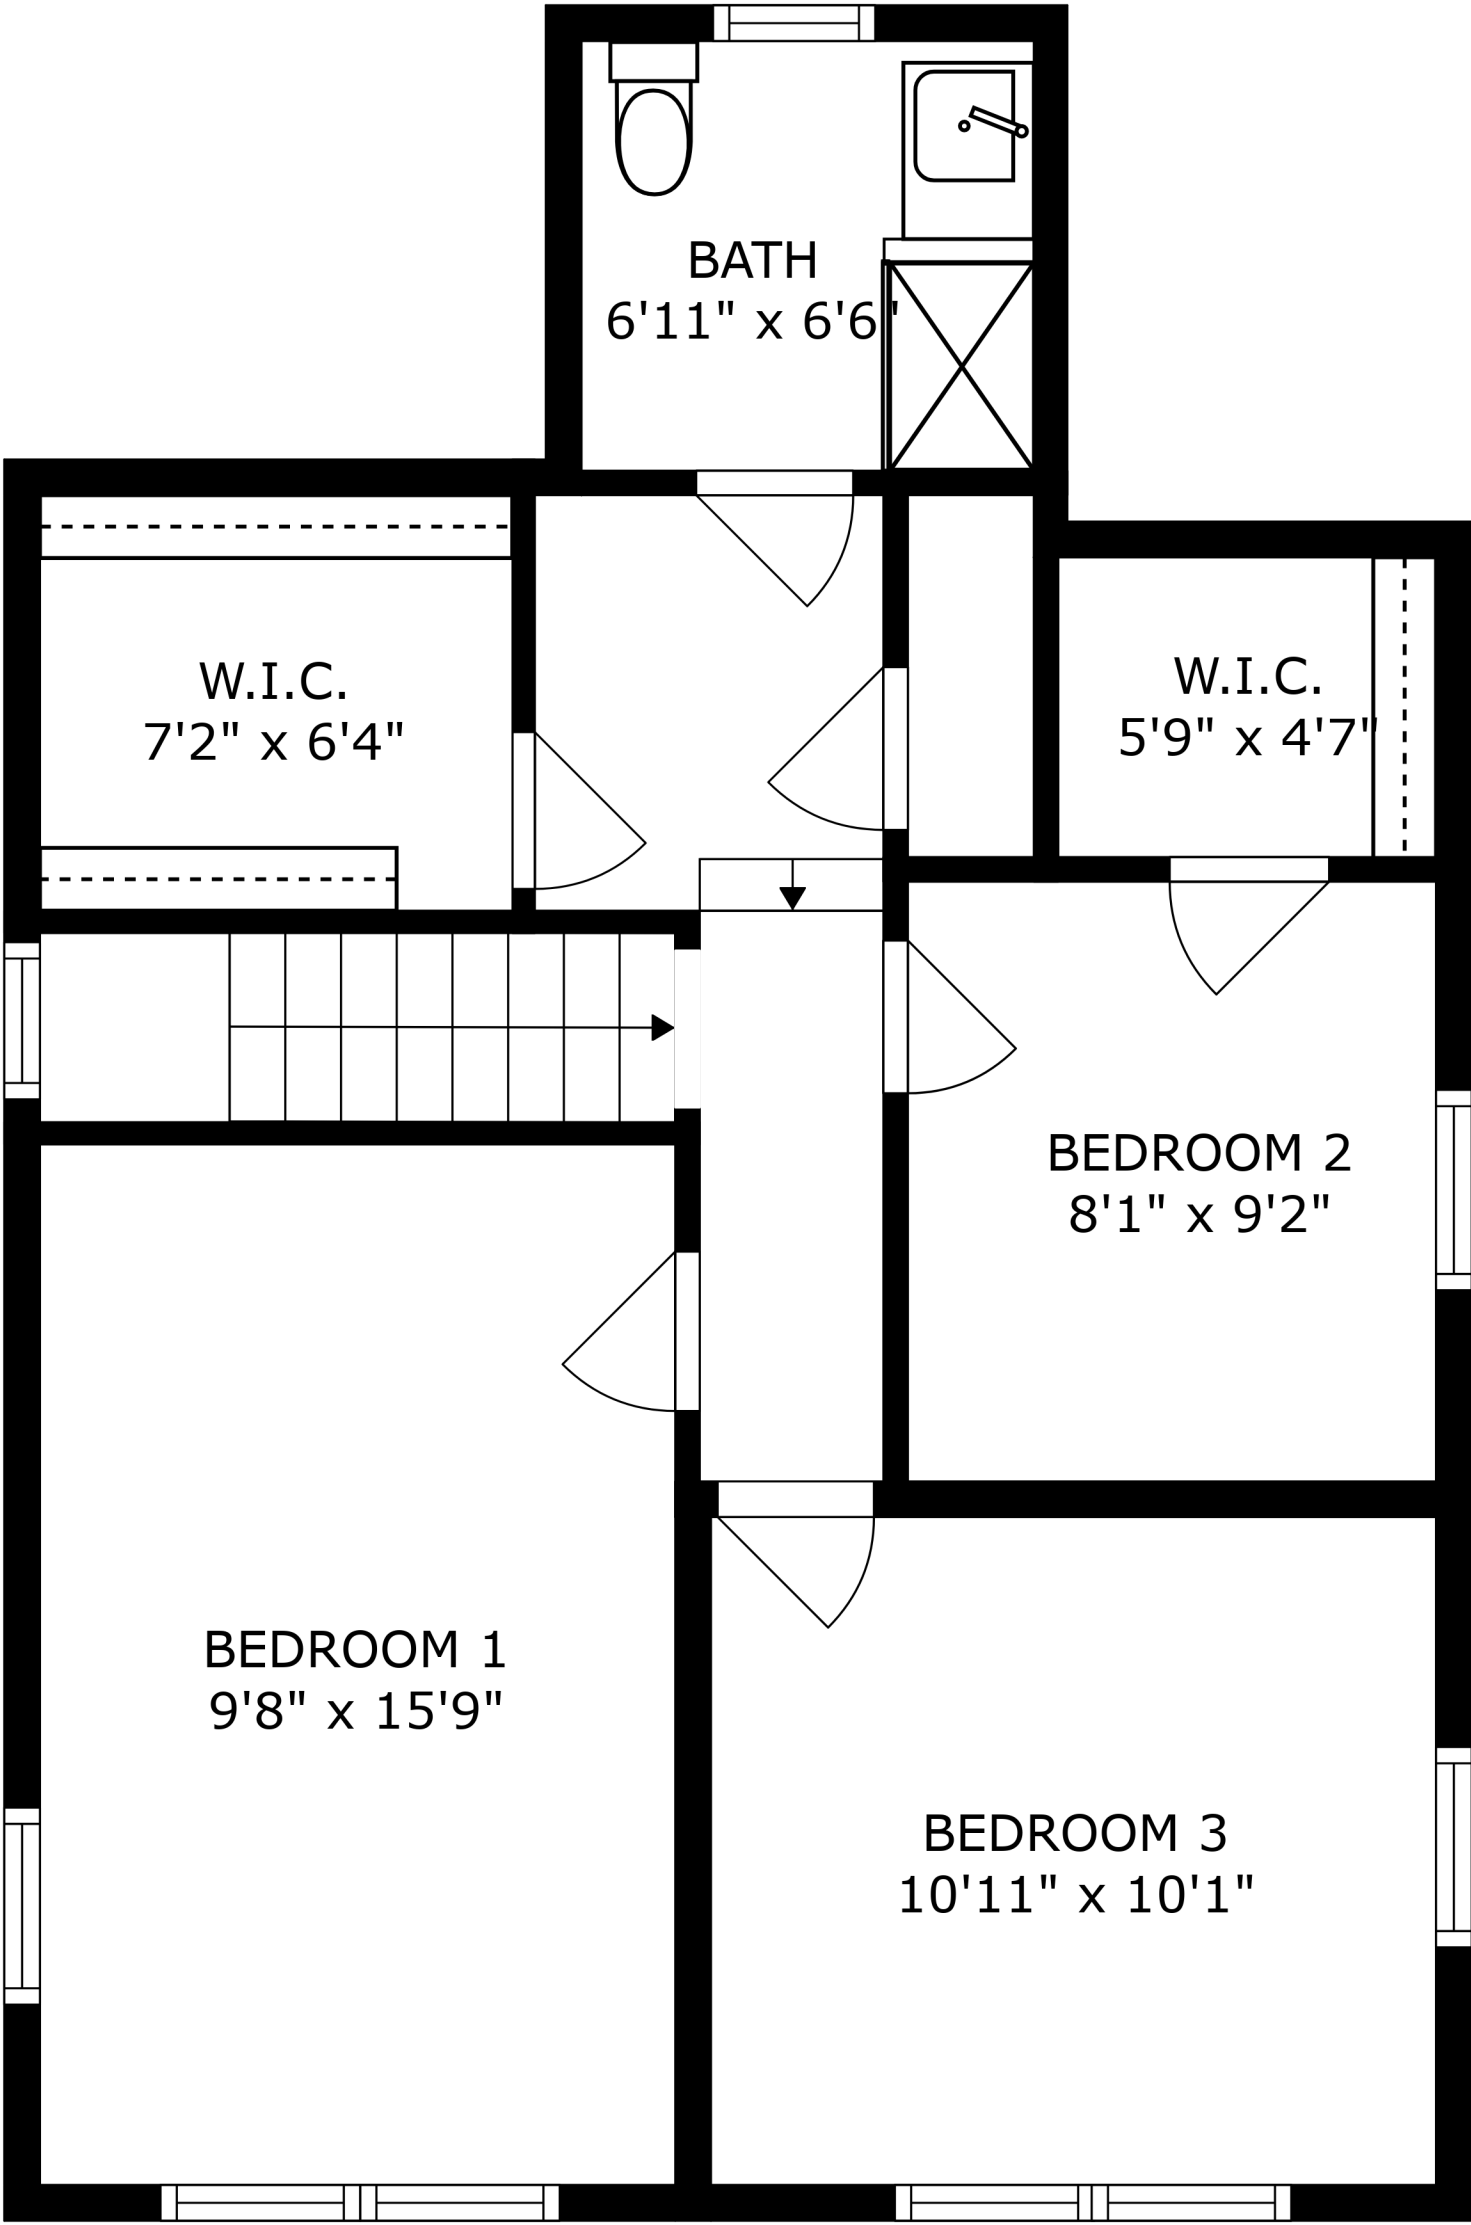 BATH
6'11" x 6'6"
W.I.C.
7'2" x 6'4"
W.I.C.
5'9" x 4'7"
BEDROOM 2
8'1" x 9'2"
BEDROOM 1
9'8" x 15'9"
BEDROOM 3
10'11" x 10'1"